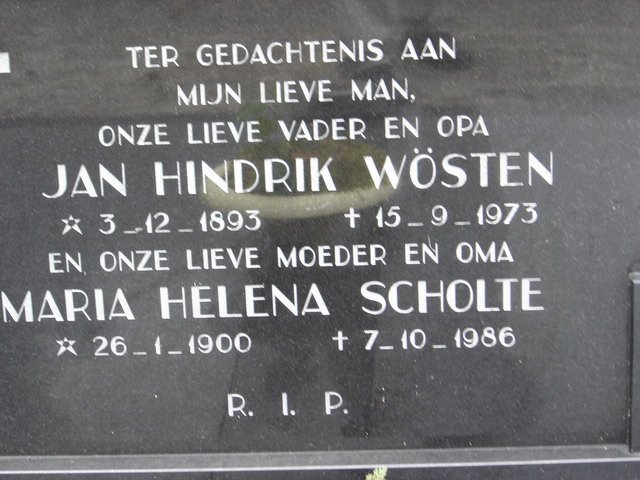 TER GEDACHTENIS AAN
MIJN LIEVE MAN,
ONZE LIEVE VADER EN OPA
JAN HINDRIK WÖSTEN
☆ 3-12-1893 † 15-9-1973
EN ONZE LIEVE MOEDER EN OMA
MARIA HELENA SCHOLTE
☆ 26-1-1900 † 7-10-1986
R. I. P.